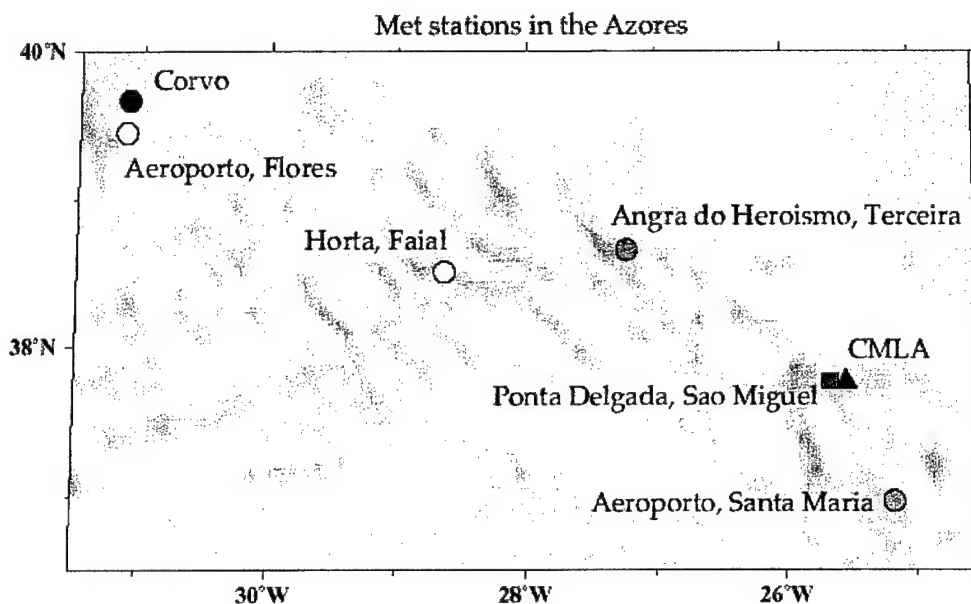 Met stations in the Azores
40°N
Corvo
Aeroporto, Flores
Angra do Heroismo, Terceira
Horta, Faial
38°N
CMLA
Ponta Delgada, Sao Miguel
Aeroporto, Santa Maria
30°W
28°W
26°W